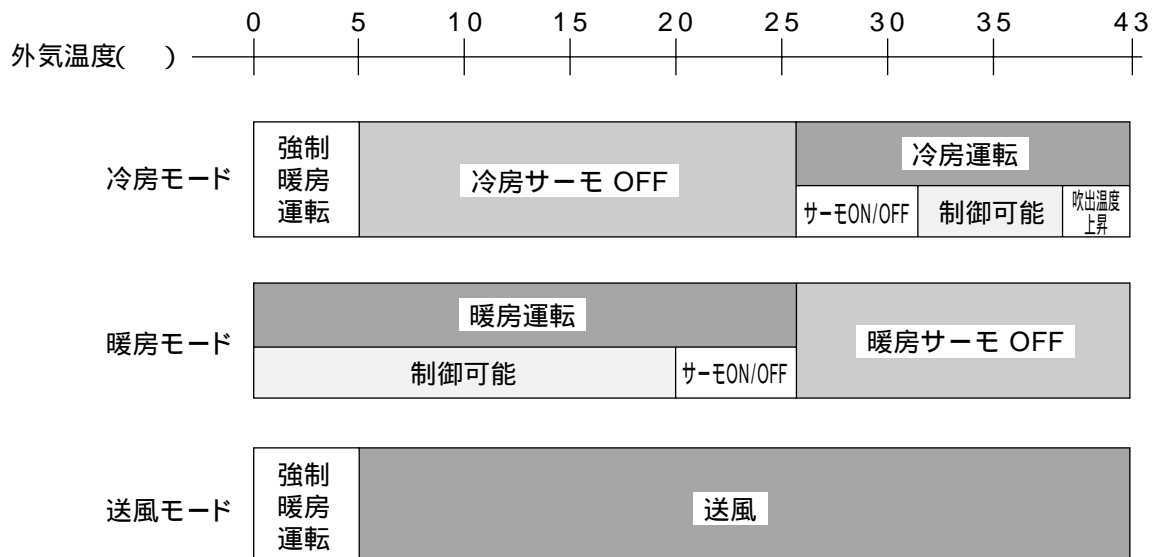 0 5 10 15 20 25 30 35 43
外気温度( )
強制
暖房
運転
冷房モード
冷房サーモ OFF
冷房運転
サーモON/OFF
制御可能
吹出温度
上昇
暖房モード
暖房運転
制御可能
サーモON/OFF
暖房サーモ OFF
送風モード
強制
暖房
運転
送風